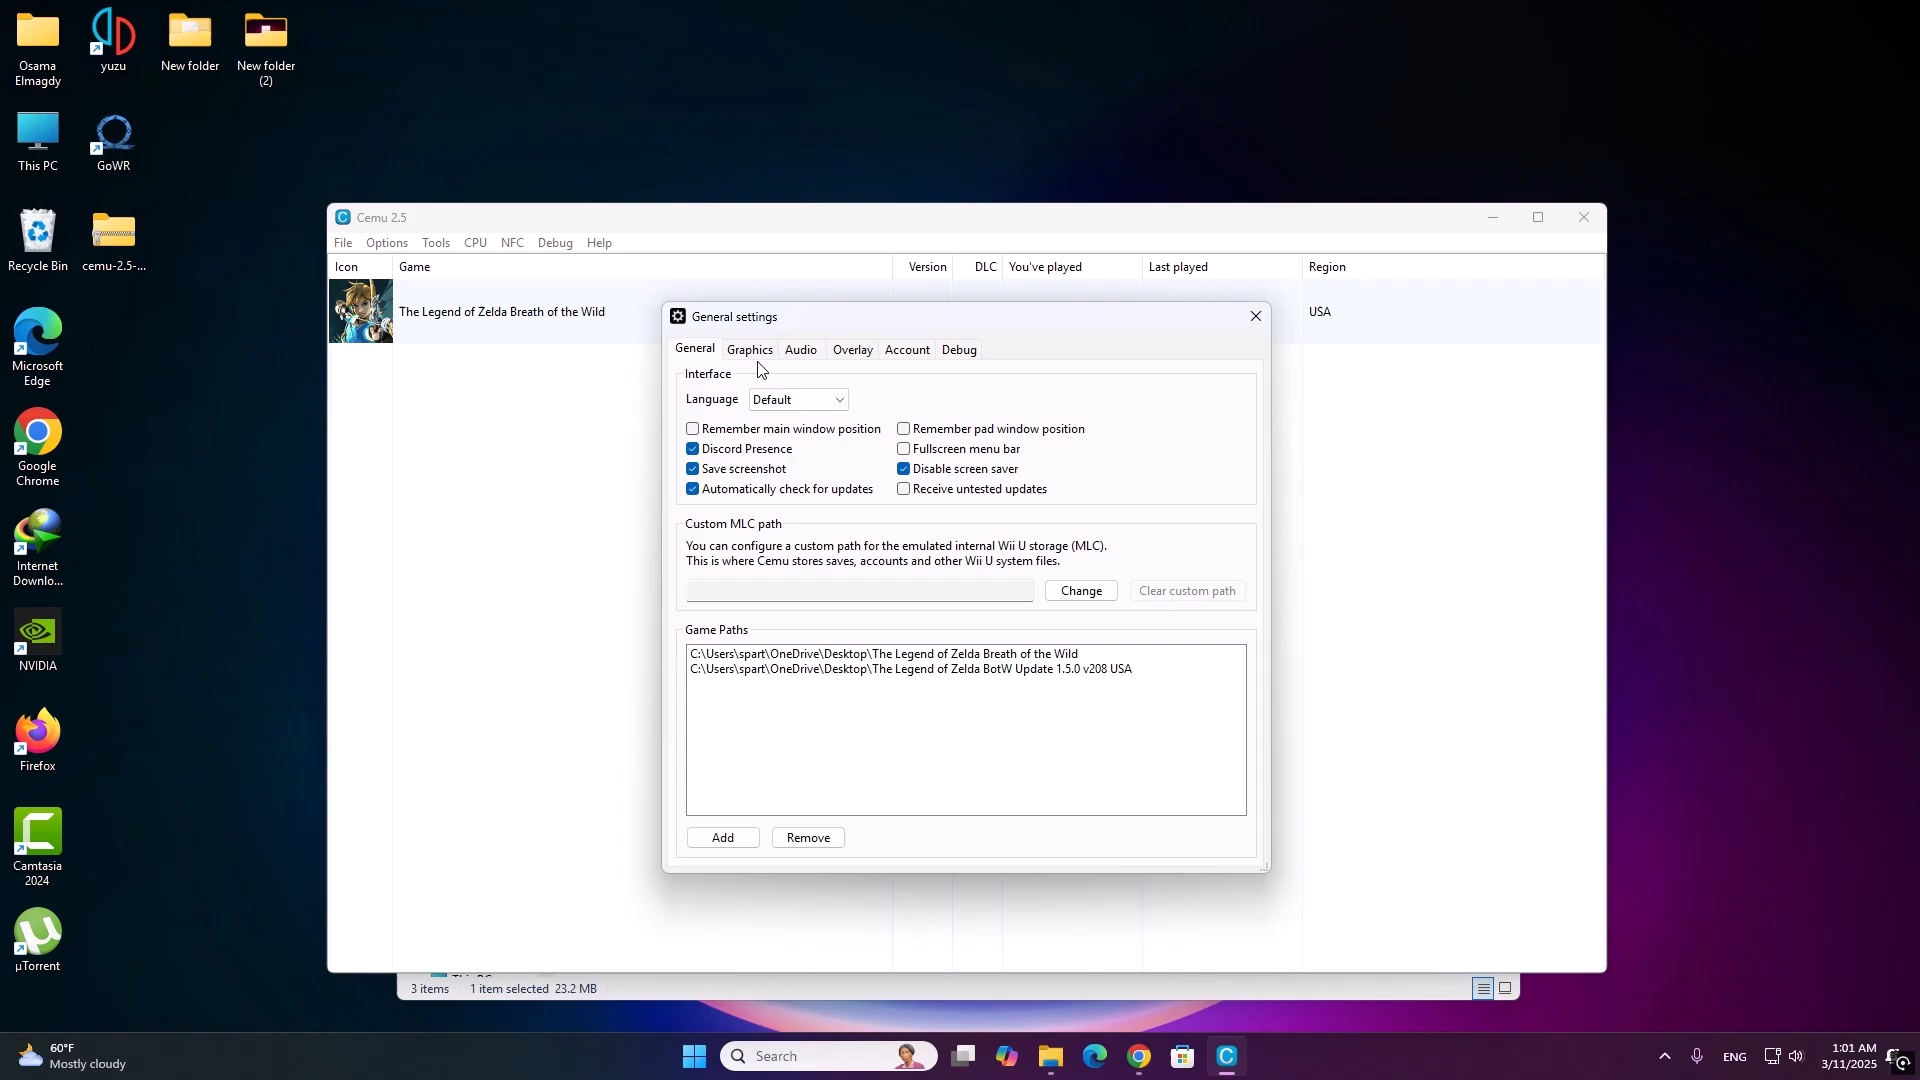 Osama
Elmagdy
yuzu
New folder
New folder
(2)
This PC
GoWR
Recycle Bin
cemu-2.5-...
Microsoft
Edge
Google
Chrome
Internet
Downlo...
NVIDIA
Firefox
Camtasia
2024
µTorrent
Cemu 2.5
File Options Tools CPU NFC Debug Help
Icon Game Version DLC You've played Last played Region
The Legend of Zelda Breath of the Wild USA
General settings
General Graphics Audio Overlay Account Debug
Interface
Language Default
Remember main window position Remember pad window position
Discord Presence Fullscreen menu bar
Save screenshot Disable screen saver
Automatically check for updates Receive untested updates
Custom MLC path
You can configure a custom path for the emulated internal Wii U storage (MLC).
This is where Cemu stores saves, accounts and other Wii U system files.
Change Clear custom path
Game Paths
C:\Users\spart\OneDrive\Desktop\The Legend of Zelda Breath of the Wild
C:\Users\spart\OneDrive\Desktop\The Legend of Zelda BotW Update 1.5.0 v208 USA
Add Remove
This PC
3 items 1 item selected 23.2 MB
60°F
Mostly cloudy
Search
ENG
1:01 AM
3/11/2025